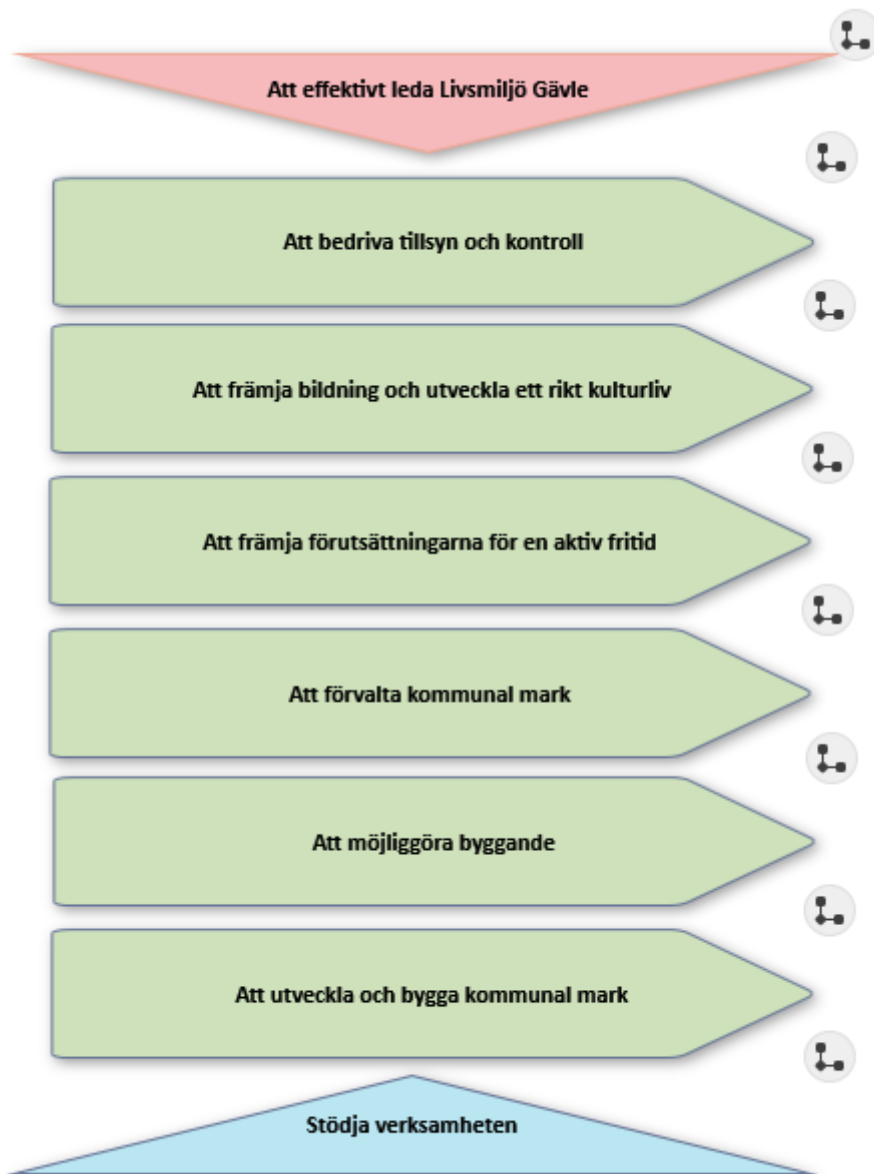 Att effektivt leda Livsmiljö Gävle
Att bedriva tillsyn och kontroll
Att främja bildning och utveckla ett rikt kulturliv
Att främja förutsättningarna för en aktiv fritid
Att förvalta kommunal mark
Att möjliggöra byggande
Att utveckla och bygga kommunal mark
Stödja verksamheten